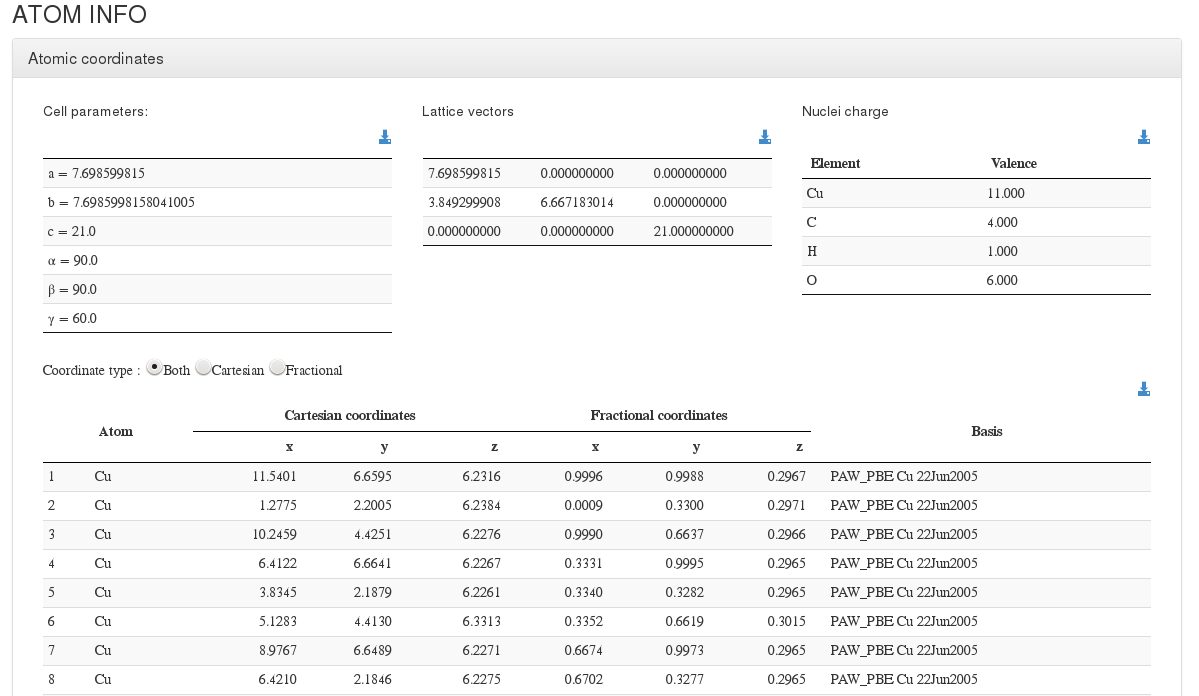 ATOM INFO
Atomic coordinates
Cell parameters:
a = 7.698599815
b = 7.6985998158041005
c = 21.0
α = 90.0
β = 90.0
γ = 60.0
Lattice vectors
7.698599815 0.000000000 0.000000000
3.849299908 6.667183014 0.000000000
0.000000000 0.000000000 21.000000000
Nuclei charge
Element Valence
Cu 11.000
C 4.000
H 1.000
O 6.000
Coordinate type : Both Cartesian Fractional
Atom Cartesian coordinates Fractional coordinates Basis
x y z x y z
1 Cu 11.5401 6.6595 6.2316 0.9996 0.9988 0.2967 PAW_PBE Cu 22Jun2005
2 Cu 1.2775 2.2005 6.2384 0.0009 0.3300 0.2971 PAW_PBE Cu 22Jun2005
3 Cu 10.2459 4.4251 6.2276 0.9990 0.6637 0.2966 PAW_PBE Cu 22Jun2005
4 Cu 6.4122 6.6641 6.2267 0.3331 0.9995 0.2965 PAW_PBE Cu 22Jun2005
5 Cu 3.8345 2.1879 6.2261 0.3340 0.3282 0.2965 PAW_PBE Cu 22Jun2005
6 Cu 5.1283 4.4130 6.3313 0.3352 0.6619 0.3015 PAW_PBE Cu 22Jun2005
7 Cu 8.9767 6.6489 6.2271 0.6674 0.9973 0.2965 PAW_PBE Cu 22Jun2005
8 Cu 6.4210 2.1846 6.2275 0.6702 0.3277 0.2965 PAW_PBE Cu 22Jun2005